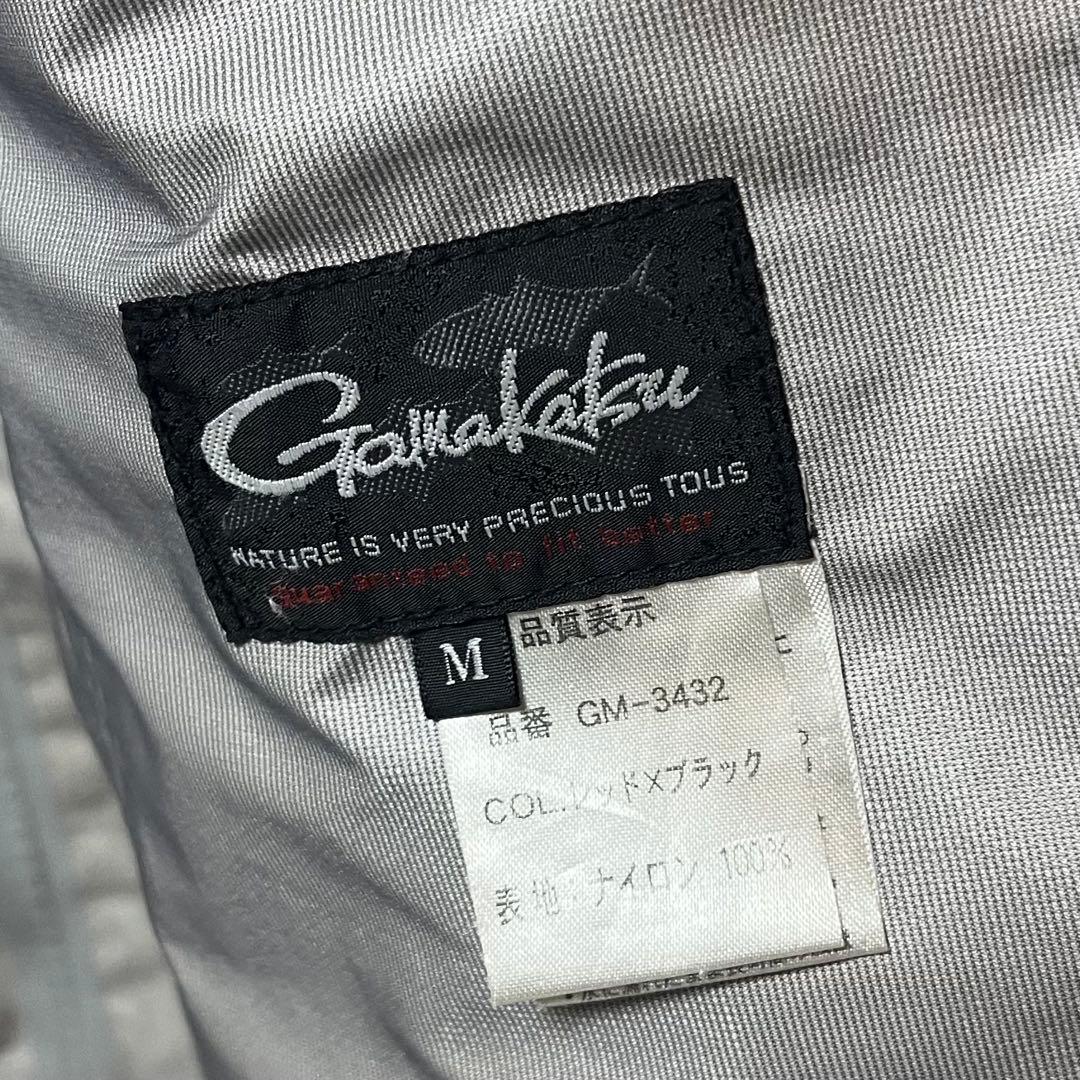 Gamakatsu
NATURE IS VERY PRECIOUS TOUS
Guaranteed to fit better
M
品質表示
品番 GM-3432
COL.レッド×ブラック
表地:ナイロン 100%